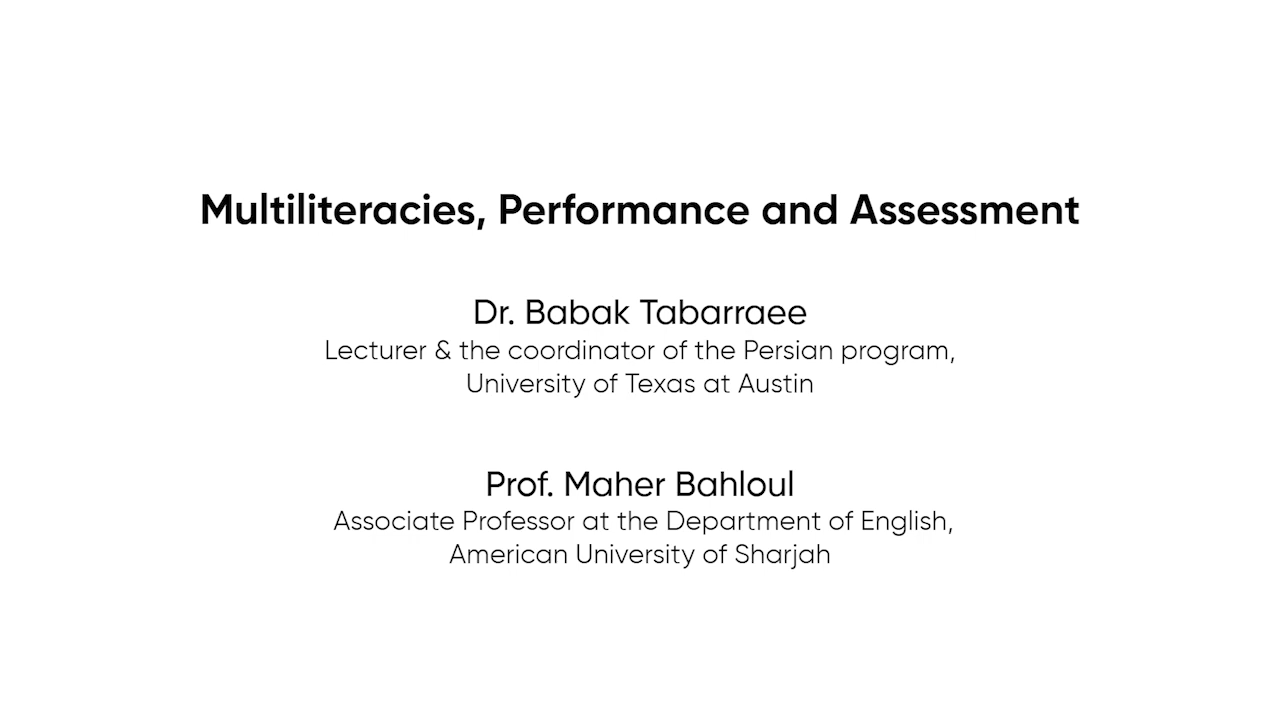 Multiliteracies, Performance and Assessment
Dr. Babak Tabarraee
Lecturer & the coordinator of the Persian program,
University of Texas at Austin
Prof. Maher Bahloul
Associate Professor at the Department of English,
American University of Sharjah